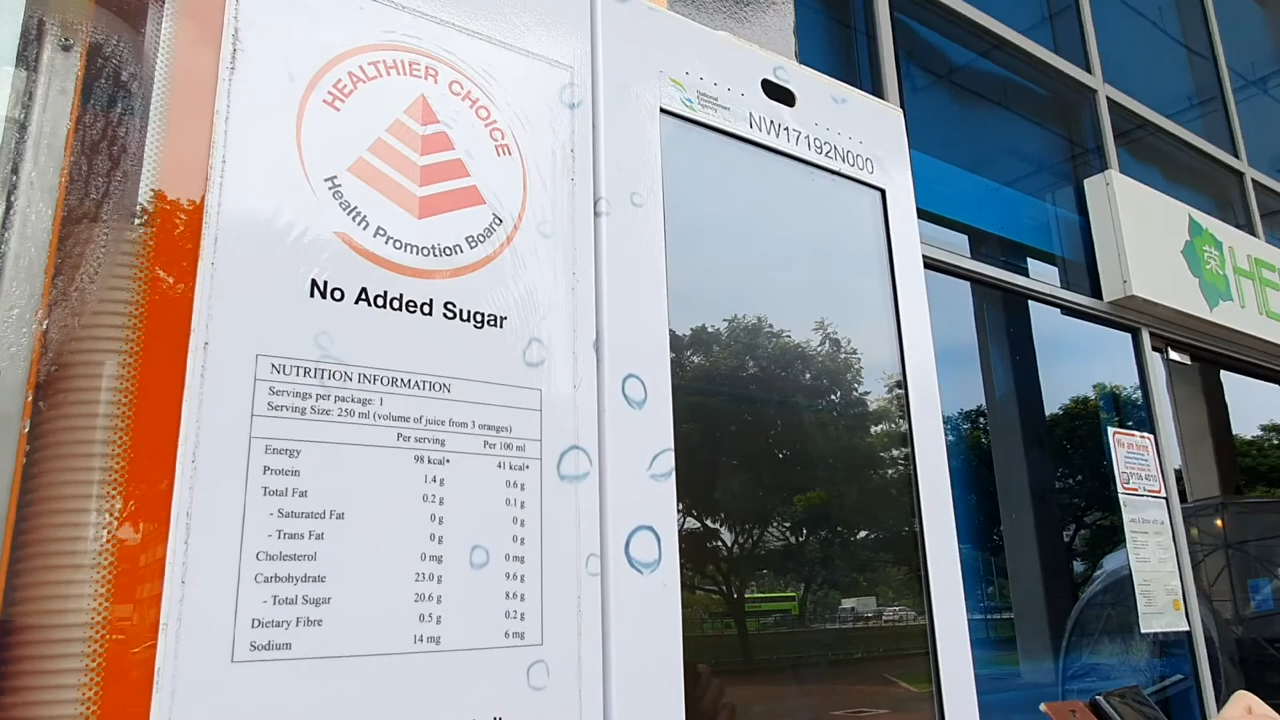 HEALTHIER CHOICE
Health Promotion Board
No Added Sugar
NUTRITION INFORMATION
Servings per package: 1
Serving Size: 250 ml (volume of juice from 3 oranges)
Per serving Per 100 ml
Energy 98 kcal* 41 kcal*
Protein 1.4 g 0.6 g
Total Fat 0.2 g 0.1 g
- Saturated Fat 0 g 0 g
- Trans Fat 0 g 0 g
Cholesterol 0 mg 0 mg
Carbohydrate 23.0 g 9.6 g
- Total Sugar 20.6 g 8.6 g
Dietary Fibre 0.5 g 0.2 g
Sodium 14 mg 6 mg
National
Environment
Agency
NW17192N000
荣 HE
We are hiring
9106 4010